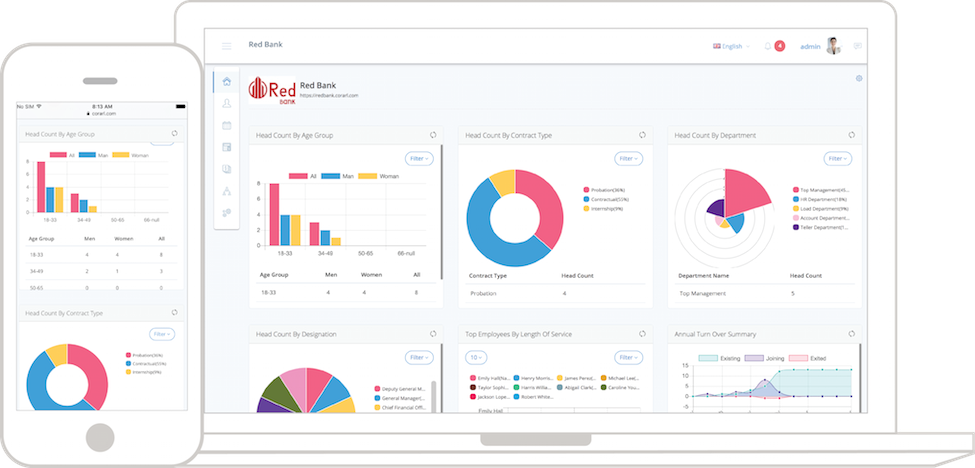 No SIM
8:13 AM
corarl.com
Head Count By Age Group
All Man Woman
8
6
4
2
0
18-33 34-49 50-65 66-null
Age Group Men Women All
18-33 4 4 8
34-49 2 1 3
50-65 0 0 0
Head Count By Contract Type
Filter
Probation(36%)
Contractual(55%)
Internship(9%)
Red Bank
English
4
admin
Red
BANK
Red Bank
https://redbank.corarl.com
Head Count By Age Group
Filter
All Man Woman
8
6
4
2
0
18-33 34-49 50-65 66-null
Age Group Men Women All
18-33 4 4 8
Head Count By Contract Type
Filter
Probation(36%)
Contractual(55%)
Internship(9%)
Contract Type Head Count
Probation 4
Head Count By Department
Filter
Top Management(45...
HR Department(18%)
Load Department(9%)
Account Department...
Teller Department(1...
Department Name Head Count
Top Management 5
Head Count By Designation
Filter
Deputy General M...
General Manager(...
Chief Financial Offi...
Top Employees By Length Of Service
10
Filter
Emily Hall(Na... Henry Morris... James Perez(... Michael Lee(...
Taylor Sophi... Harris Willia... Abigail Clark(... Caroline You...
Jackson Lope... Robert White...
Emily Had
Annual Turn Over Summary
Existing Joining Exited
15
10
5
0
-5